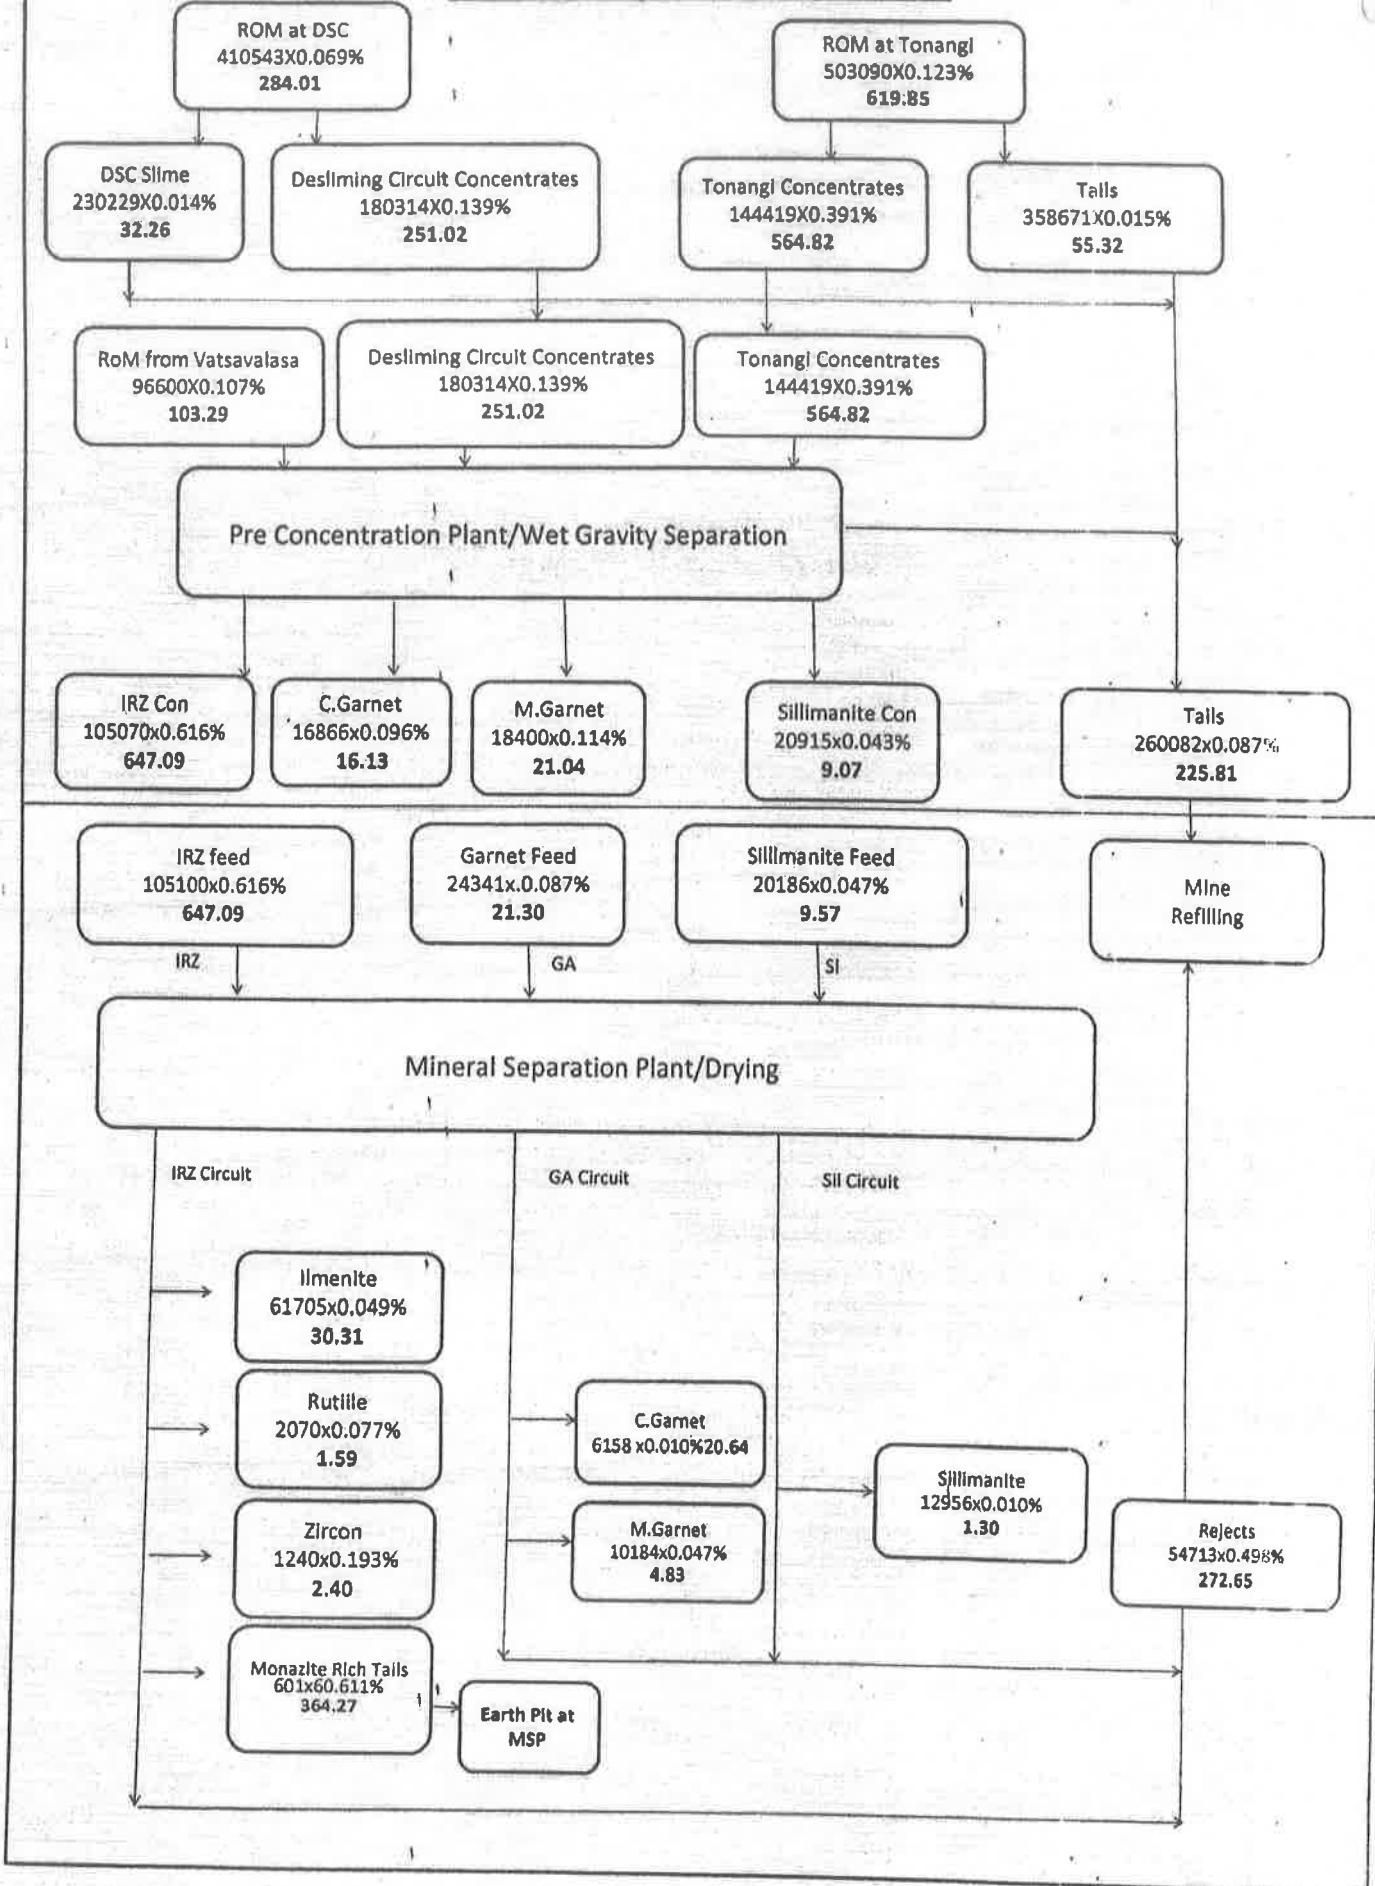 ROM at DSC
410543X0.069%
284.01
ROM at Tonangi
503090X0.123%
619.85
DSC Slime
230229X0.014%
32.26
Desliming Circuit Concentrates
180314X0.139%
251.02
Tonangi Concentrates
144419X0.391%
564.82
Tails
358671X0.015%
55.32
RoM from Vatsavalasa
96600X0.107%
103.29
Desliming Circuit Concentrates
180314X0.139%
251.02
Tonangi Concentrates
144419X0.391%
564.82
Pre Concentration Plant/Wet Gravity Separation
IRZ Con
105070x0.616%
647.09
C.Garnet
16866x0.096%
16.13
M.Garnet
18400x0.114%
21.04
Sillimanite Con
20915x0.043%
9.07
Tails
260082x0.087%
225.81
IRZ feed
105100x0.616%
647.09
Garnet Feed
24341x.0.087%
21.30
Sillimanite Feed
20186x0.047%
9.57
Mine
Refilling
IRZ
GA
SI
Mineral Separation Plant/Drying
IRZ Circuit
GA Circuit
Sil Circuit
Ilmenite
61705x0.049%
30.31
Rutile
2070x0.077%
1.59
Zircon
1240x0.193%
2.40
Monazite Rich Tails
601x60.611%
364.27
Earth Pit at
MSP
C.Garnet
6158 x0.010%20.64
M.Garnet
10184x0.047%
4.83
Sillimanite
12956x0.010%
1.30
Rejects
54713x0.498%
272.65